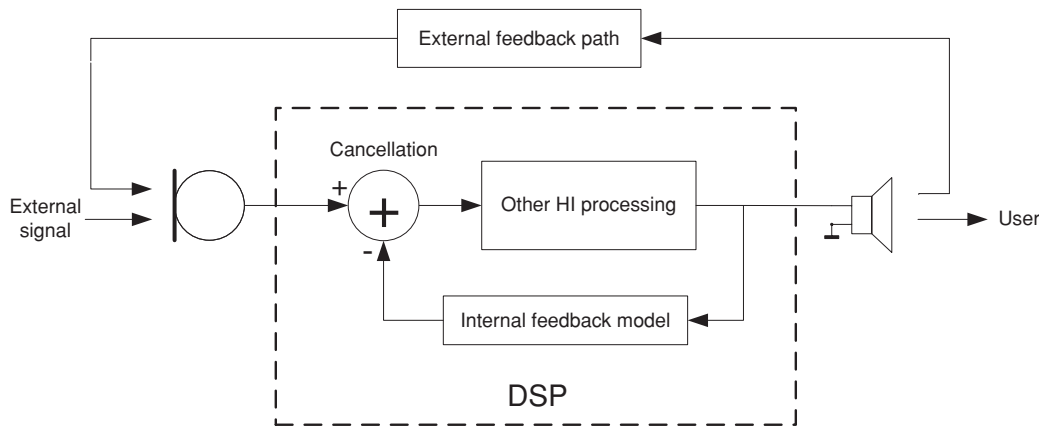 External feedback path
Cancellation
+
+
-
External
signal
Other HI processing
User
Internal feedback model
DSP